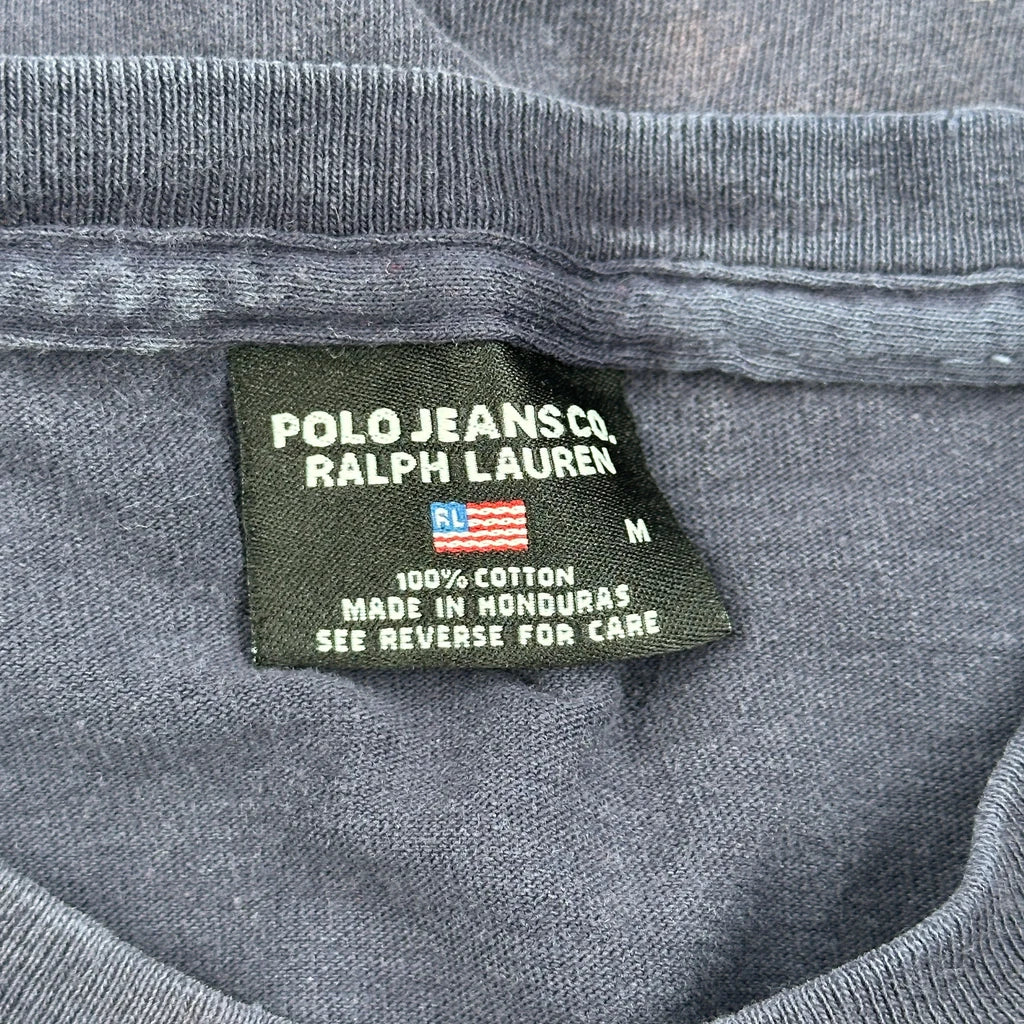 POLO JEANS CO.
RALPH LAUREN
RL
M
100% COTTON
MADE IN HONDURAS
SEE REVERSE FOR CARE